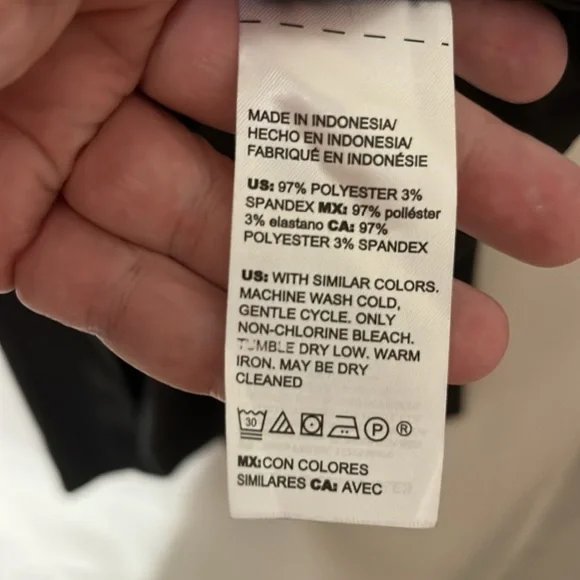 MADE IN INDONESIA/
HECHO EN INDONESIA/
FABRIQUÉ EN INDONÉSIE
US: 97% POLYESTER 3%
SPANDEX MX: 97% poliéster
3% elastano CA: 97%
POLYESTER 3% SPANDEX
US: WITH SIMILAR COLORS.
MACHINE WASH COLD,
GENTLE CYCLE. ONLY
NON-CHLORINE BLEACH.
TUMBLE DRY LOW. WARM
IRON. MAY BE DRY
CLEANED
30 P ®
MX:CON COLORES
SIMILARES CA: AVEC